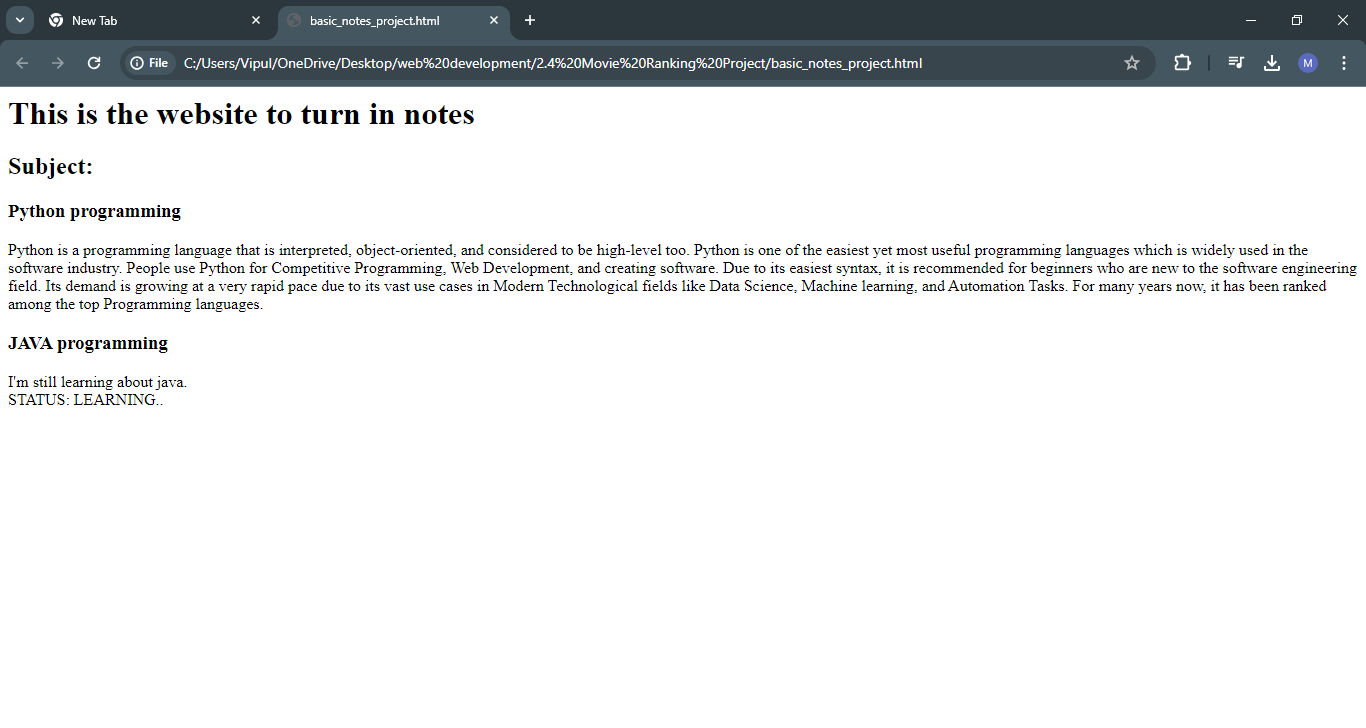 New Tab
basic_notes_project.html
File
C:/Users/Vipul/OneDrive/Desktop/web%20development/2.4%20Movie%20Ranking%20Project/basic_notes_project.html
M
This is the website to turn in notes
Subject:
Python programming
Python is a programming language that is interpreted, object-oriented, and considered to be high-level too. Python is one of the easiest yet most useful programming languages which is widely used in the
software industry. People use Python for Competitive Programming, Web Development, and creating software. Due to its easiest syntax, it is recommended for beginners who are new to the software engineering
field. Its demand is growing at a very rapid pace due to its vast use cases in Modern Technological fields like Data Science, Machine learning, and Automation Tasks. For many years now, it has been ranked
among the top Programming languages.
JAVA programming
I'm still learning about java.
STATUS: LEARNING..